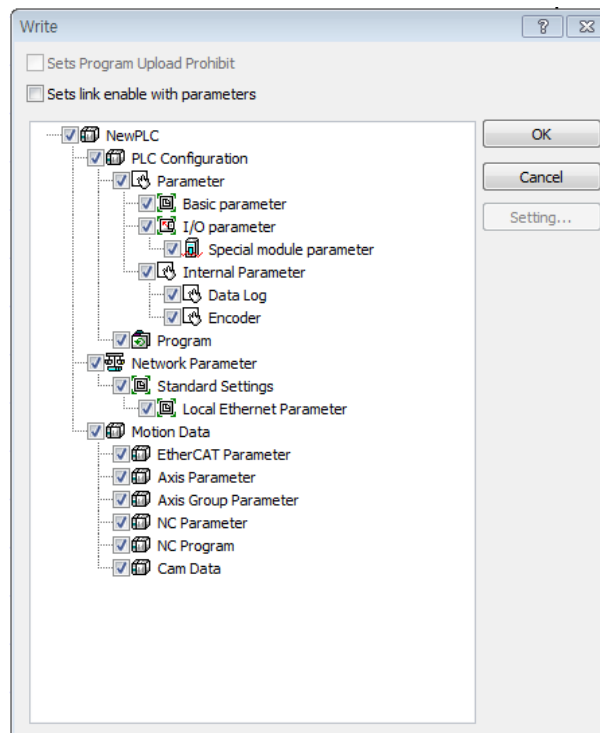 Write
Sets Program Upload Prohibit
Sets link enable with parameters
NewPLC
OK
PLC Configuration
Parameter
Cancel
Basic parameter
I/O parameter
Setting...
Special module parameter
Internal Parameter
Data Log
Encoder
Program
Network Parameter
Standard Settings
Local Ethernet Parameter
Motion Data
EtherCAT Parameter
Axis Parameter
Axis Group Parameter
NC Parameter
NC Program
Cam Data